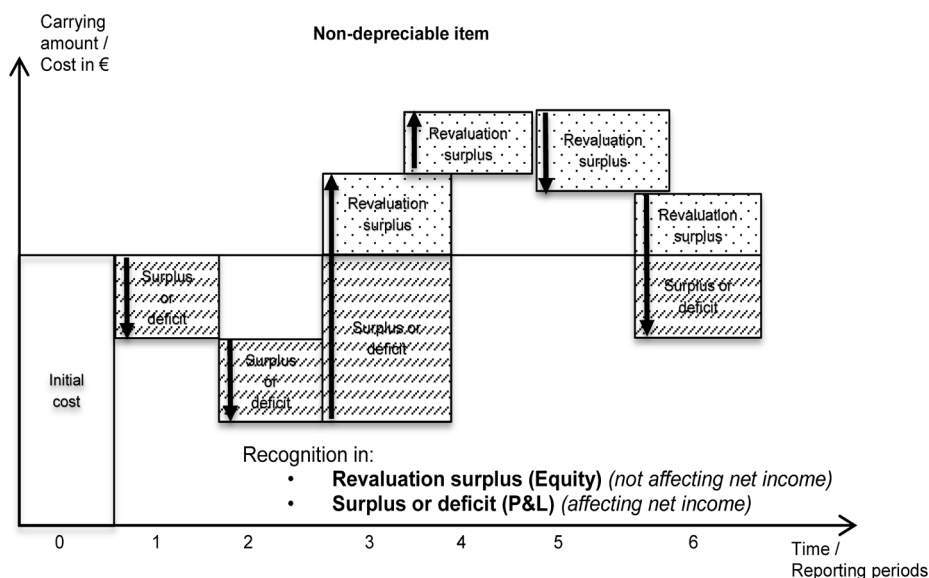 Carrying
amount /
Cost in €
Non-depreciable item
Revaluation
surplus
Revaluation
surplus
Revaluation
surplus
Revaluation
surplus
Surplus
or
deficit
Surplus or
deficit
Surplus or
deficit
Surplus
or
deficit
Initial
cost
Recognition in:
• Revaluation surplus (Equity) (not affecting net income)
• Surplus or deficit (P&L) (affecting net income)
0 1 2 3 4 5 6
Time /
Reporting periods